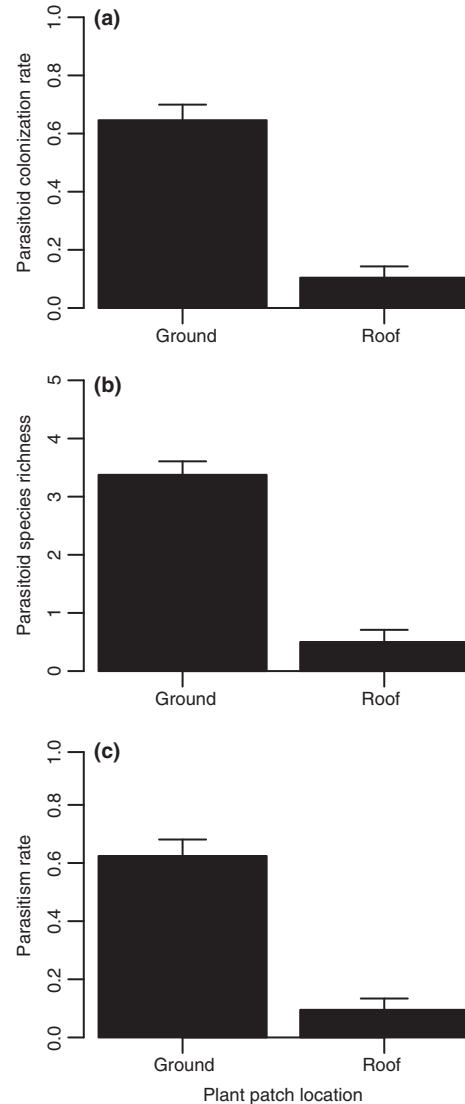 (a)
Parasitoid colonization rate
1.0
0.8
0.6
0.4
0.2
0.0
Ground Roof
(b)
Parasitoid species richness
5
4
3
2
1
0
Ground Roof
(c)
Parasitism rate
1.0
0.8
0.6
0.4
0.2
0.0
Ground Roof
Plant patch location